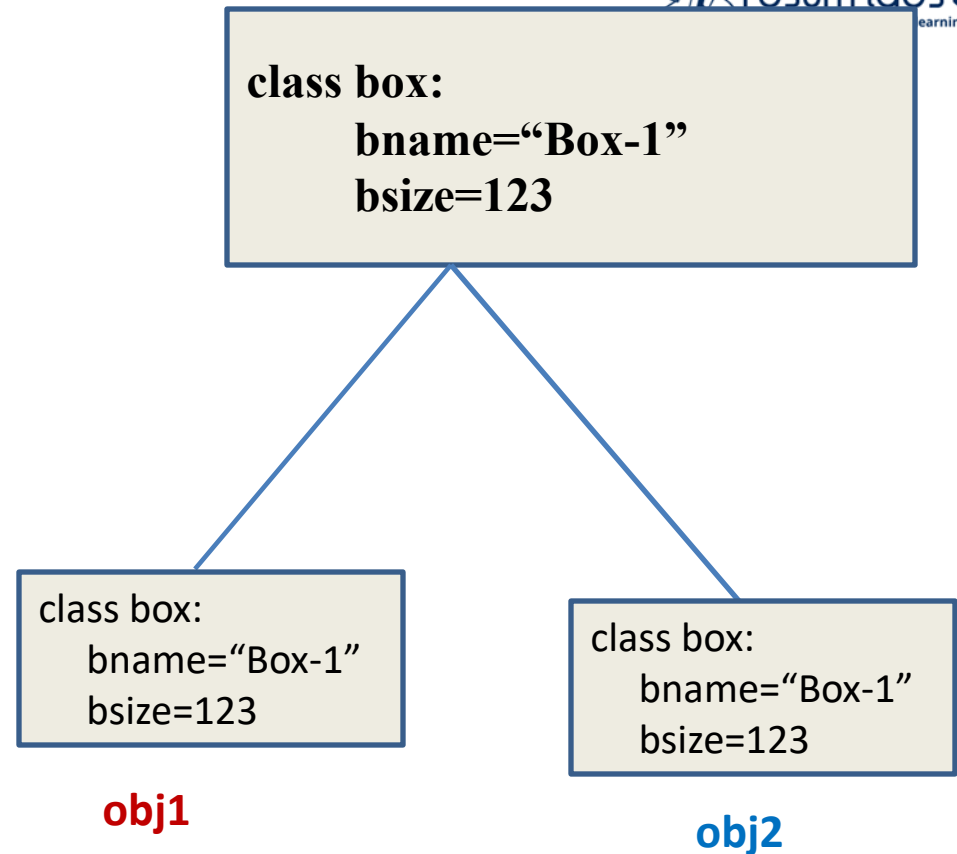 class box:
bname=“Box-1”
bsize=123
class box:
bname=“Box-1”
bsize=123
obj1
class box:
bname=“Box-1”
bsize=123
obj2